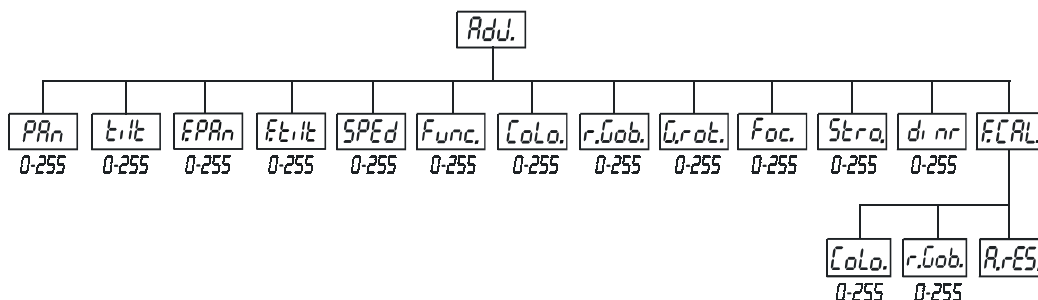 AdJ.
PAn tilt F.PAn F.tilt SPEd Func. CoLo. r.Gob. G.rot. Foc. Stro. dimr F.CAL.
0-255 0-255 0-255 0-255 0-255 0-255 0-255 0-255 0-255 0-255 0-255 0-255
CoLo. r.Gob. A.rES.
0-255 0-255